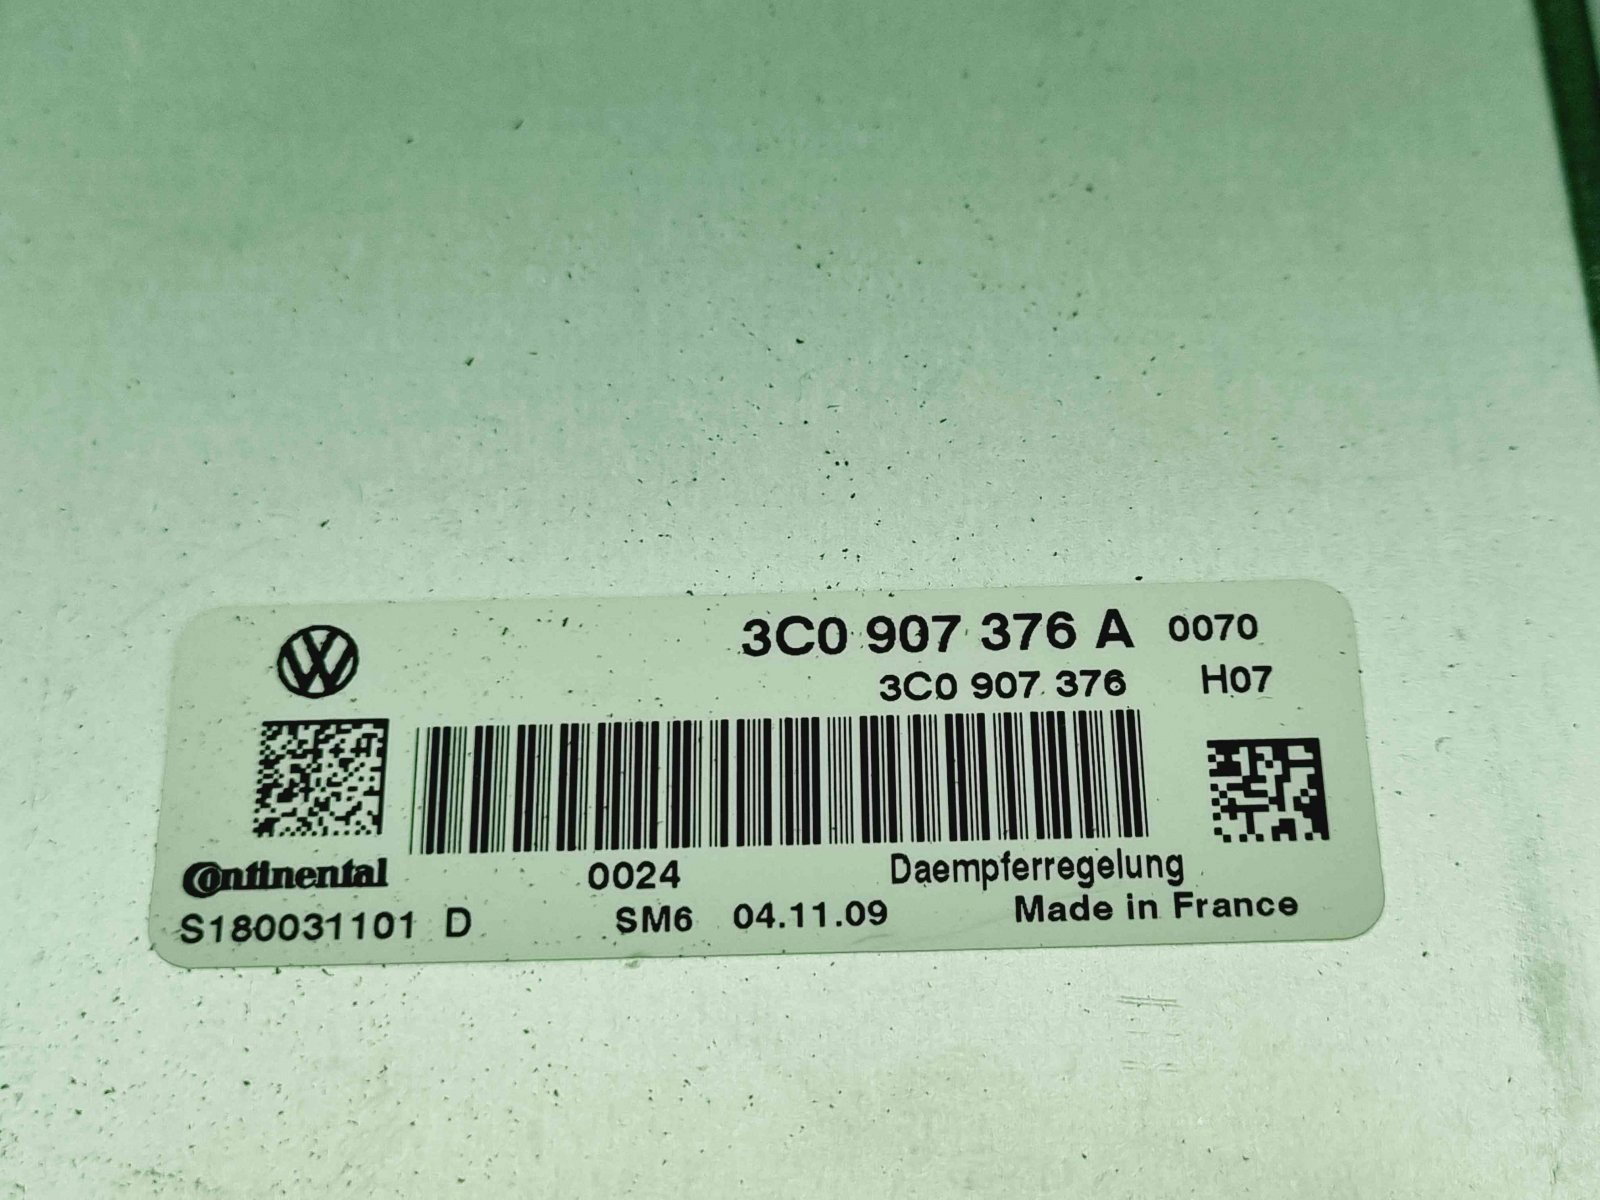 3C0 907 376 A 0070
3C0 907 376 H07
Continental 0024 Daempferregelung
S180031101 D SM6 04.11.09 Made in France